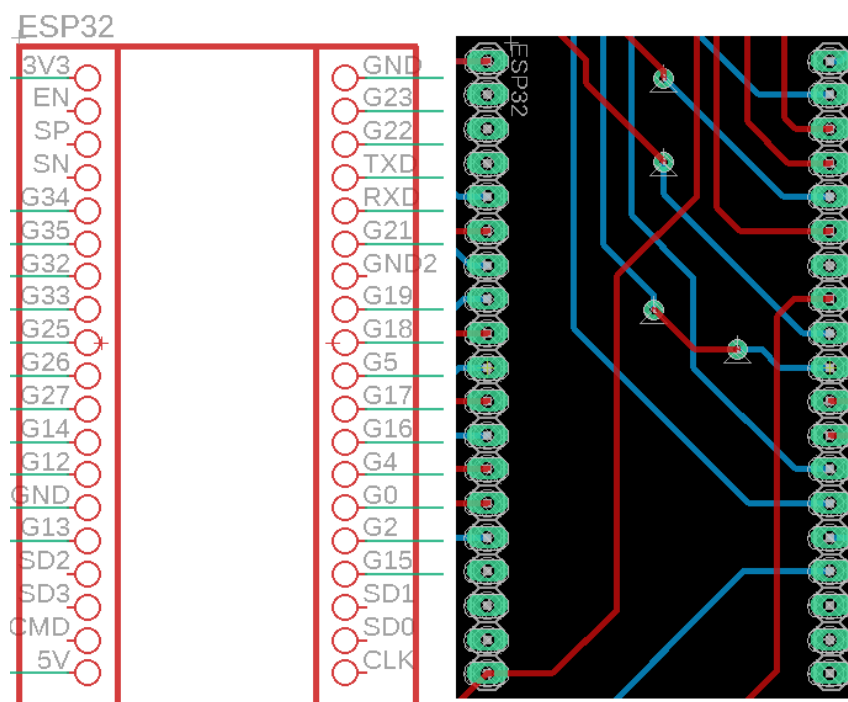 ESP32
3V3
EN
SP
SN
G34
G35
G32
G33
G25
G26
G27
G14
G12
GND
G13
SD2
SD3
CMD
5V
GND
G23
G22
TXD
RXD
G21
GND2
G19
G18
G5
G17
G16
G4
G0
G2
G15
SD1
SD0
CLK
ESP32